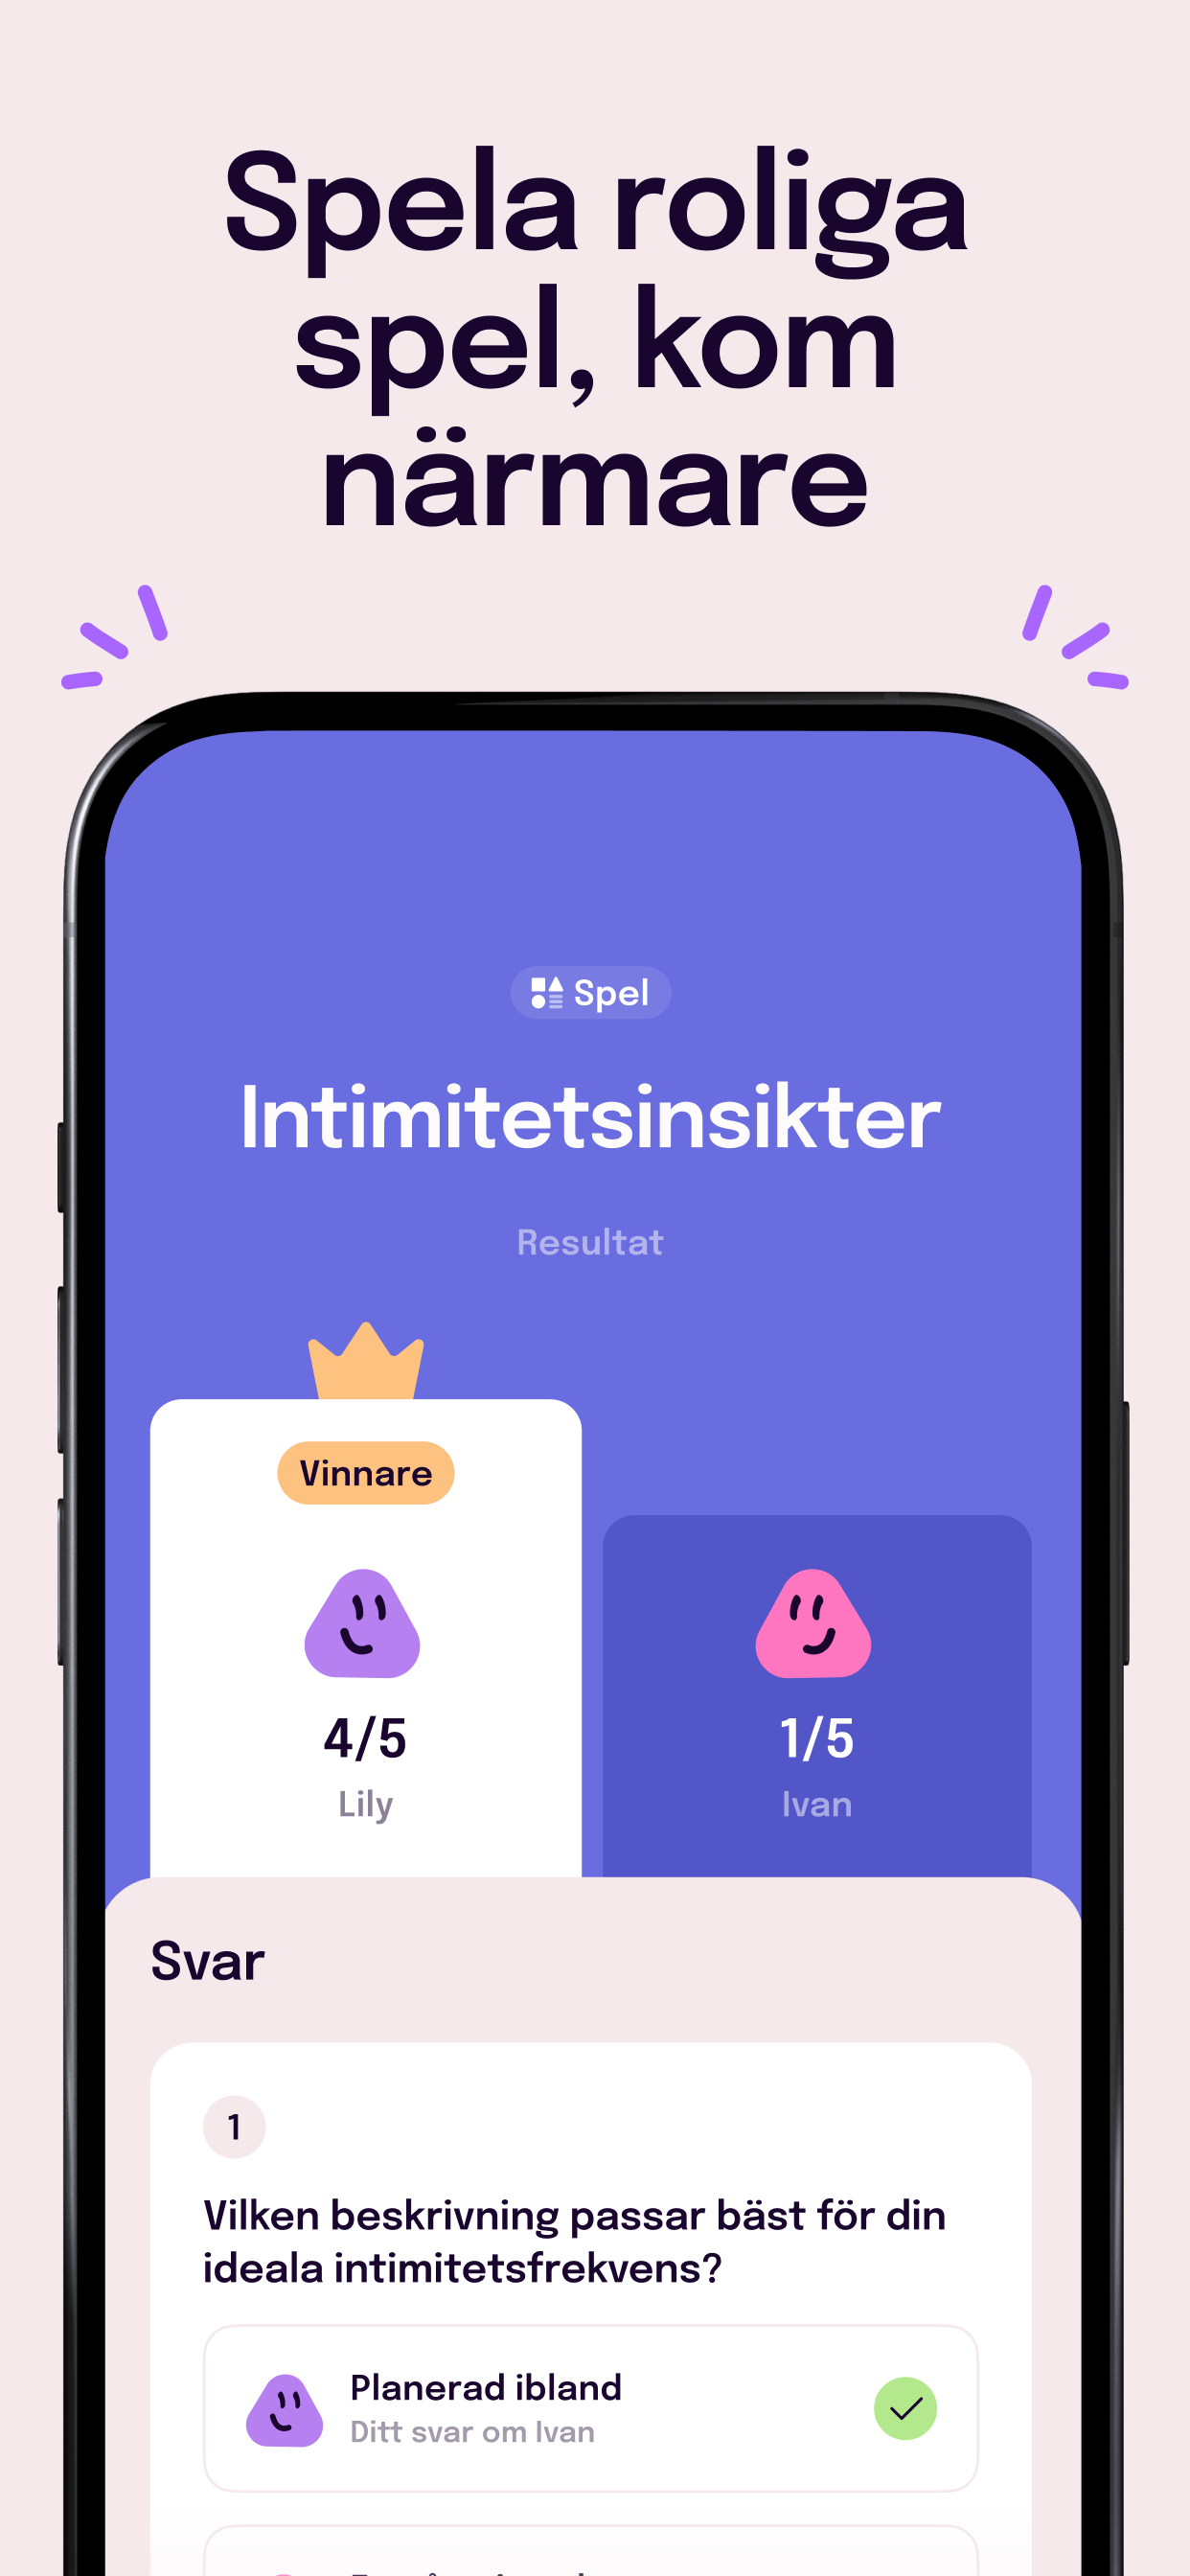 Spela roliga
spel, kom
närmare
Spel
Intimitetsinsikter
Resultat
Vinnare
4/5
Lily
1/5
Ivan
Svar
1
Vilken beskrivning passar bäst för din
ideala intimitetsfrekvens?
Planerad ibland
Ditt svar om Ivan